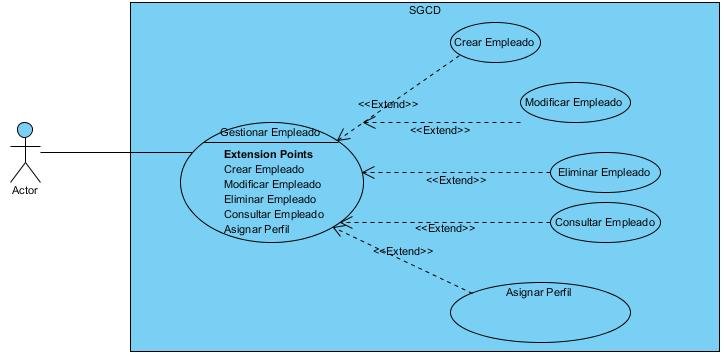 SGCD
Crear Empleado
<<Extend>>
Modificar Empleado
<<Extend>>
Gestionar Empleado
Extension Points
Crear Empleado
Modificar Empleado
Eliminar Empleado
Consultar Empleado
Asignar Perfil
Actor
Eliminar Empleado
<<Extend>>
Consultar Empleado
<<Extend>>
<<Extend>>
Asignar Perfil